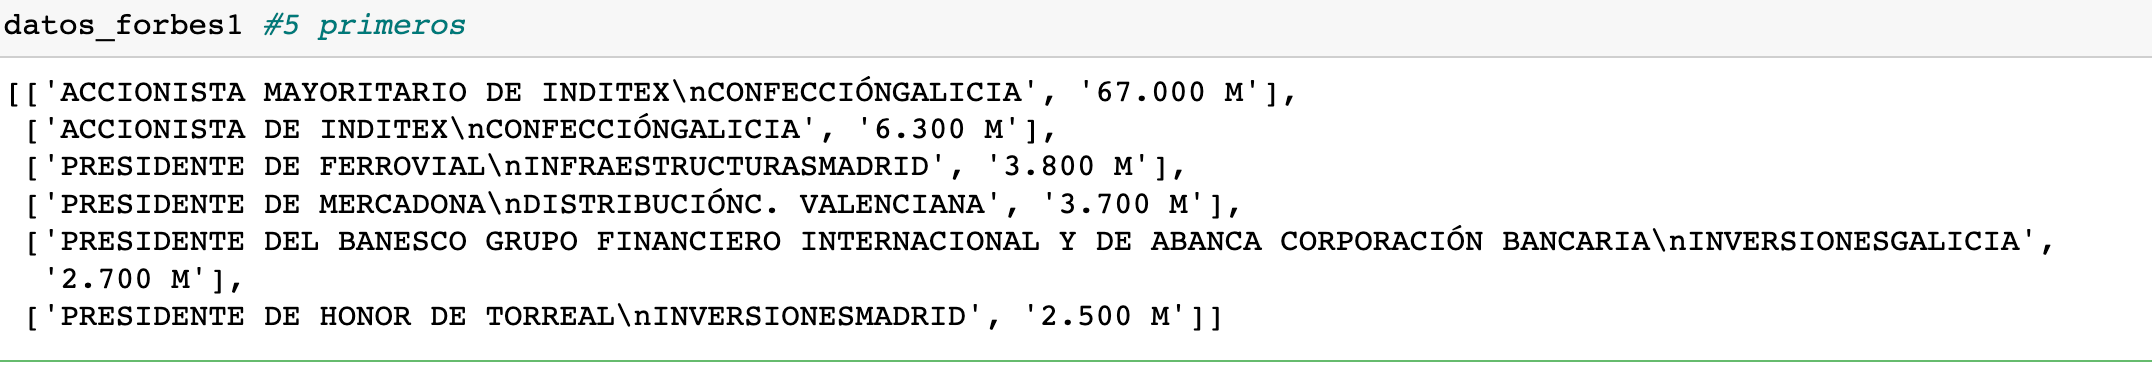 datos_forbes1 #5 primeros
[['ACCIONISTA MAYORITARIO DE INDITEX\nCONFECCIÓNGALICIA', '67.000 M'],
['ACCIONISTA DE INDITEX\nCONFECCIÓNGALICIA', '6.300 M'],
['PRESIDENTE DE FERROVIAL\nINFRAESTRUCTURASMADRID', '3.800 M'],
['PRESIDENTE DE MERCADONA\nDISTRIBUCIÓNC. VALENCIANA', '3.700 M'],
['PRESIDENTE DEL BANESCO GRUPO FINANCIERO INTERNACIONAL Y DE ABANCA CORPORACIÓN BANCARIA\nINVERSIONESGALICIA',
'2.700 M'],
['PRESIDENTE DE HONOR DE TORREAL\nINVERSIONESMADRID', '2.500 M']]